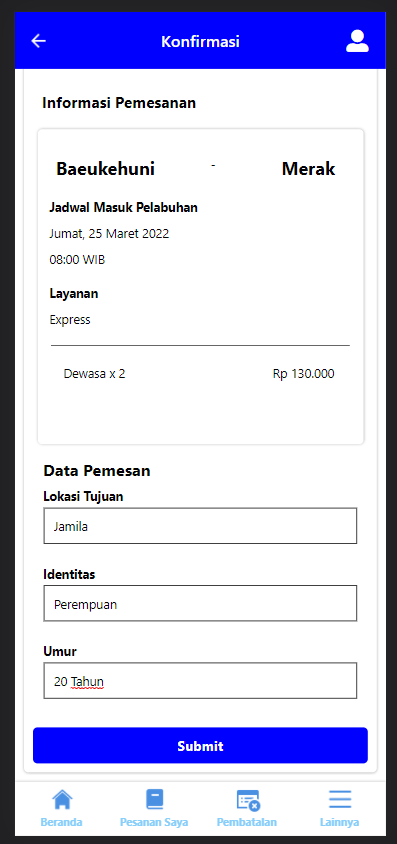 Konfirmasi
Informasi Pemesanan
Baeukehuni - Merak
Jadwal Masuk Pelabuhan
Jumat, 25 Maret 2022
08:00 WIB
Layanan
Express
Dewasa x 2 Rp 130.000
Data Pemesan
Lokasi Tujuan
Jamila
Identitas
Perempuan
Umur
20 Tahun
Submit
Beranda Pesanan Saya Pembatalan Lainnya